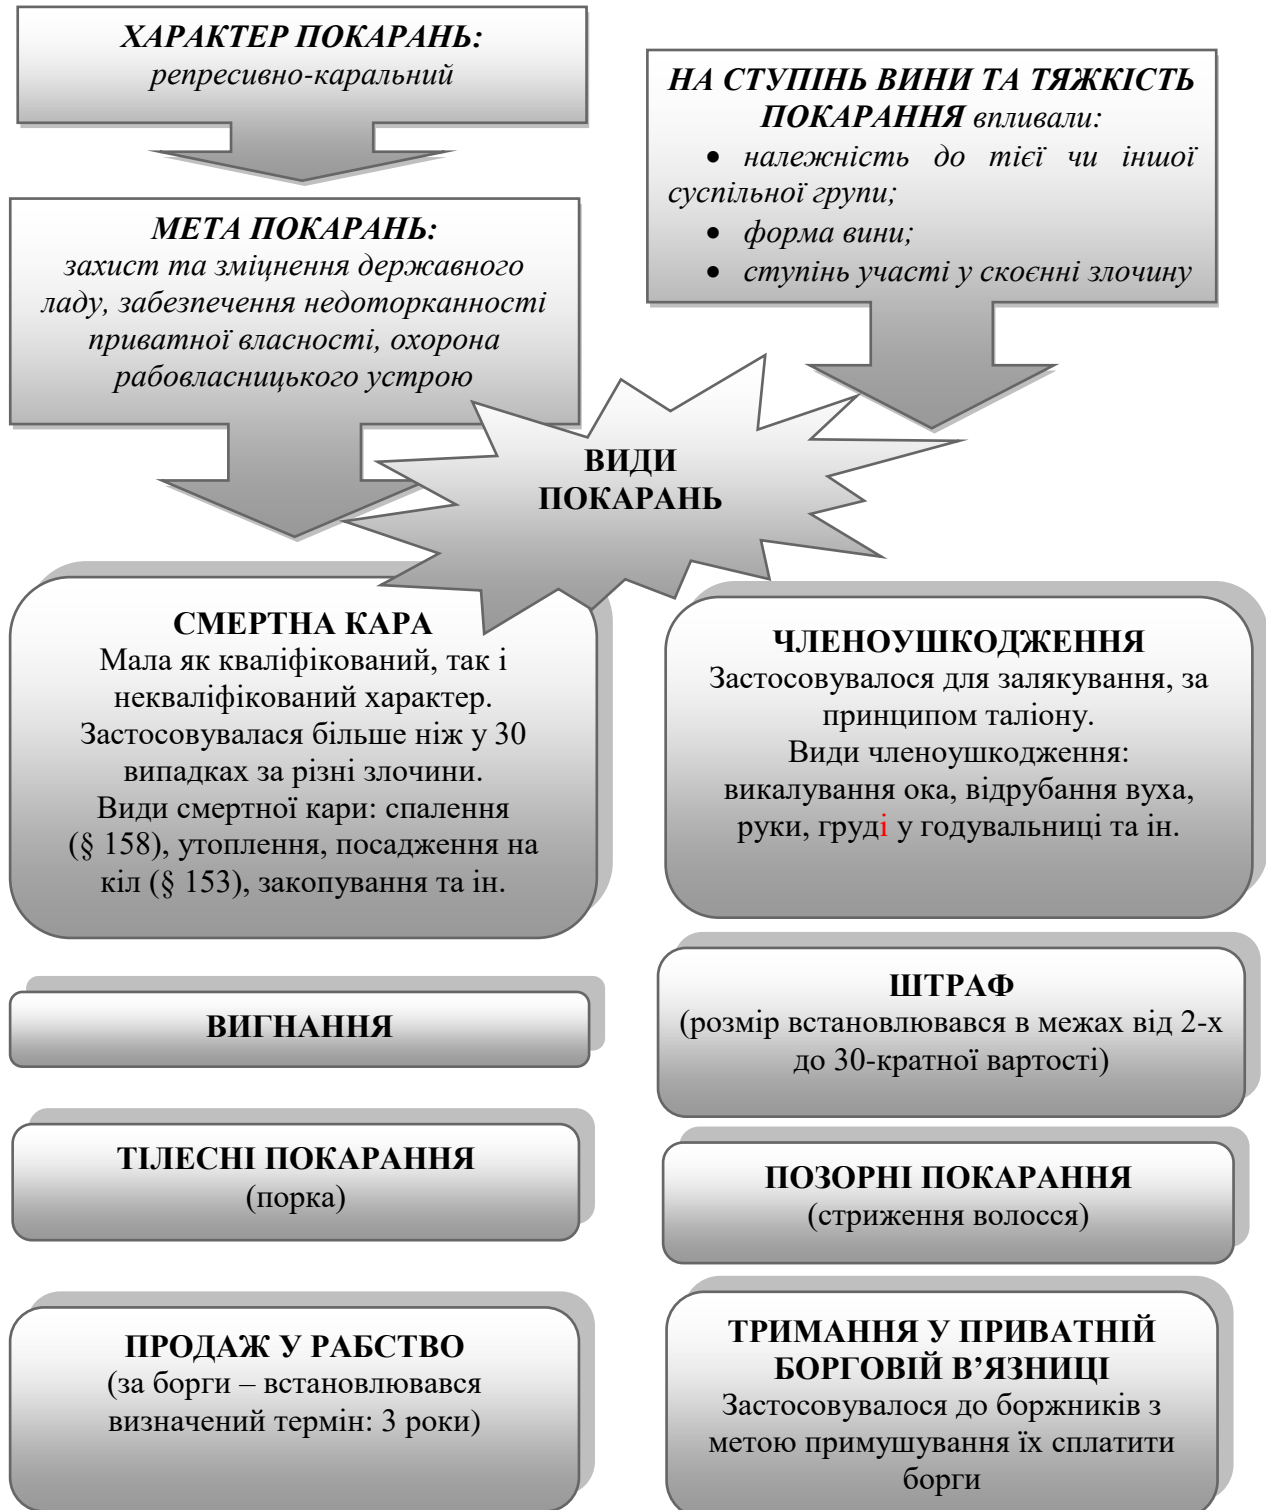 ХАРАКТЕР ПОКАРАНЬ:
репресивно-каральний
НА СТУПІНЬ ВИНИ ТА ТЯЖКІСТЬ
ПОКАРАННЯ впливали:
• належність до тієї чи іншої
суспільної групи;
• форма вини;
• ступінь участі у скоєнні злочину
МЕТА ПОКАРАНЬ:
захист та зміцнення державного
ладу, забезпечення недоторканності
приватної власності, охорона
рабовласницького устрою
ВИДИ
ПОКАРАНЬ
СМЕРТНА КАРА
Мала як кваліфікований, так і
некваліфікований характер.
Застосовувалася більше ніж у 30
випадках за різні злочини.
Види смертної кари: спалення
(§ 158), утоплення, посадження на
кіл (§ 153), закопування та ін.
ЧЛЕНОУШКОДЖЕННЯ
Застосовувалося для залякування, за
принципом таліону.
Види членоушкодження:
викалування ока, відрубання вуха,
руки, груді у годувальниці та ін.
ВИГНАННЯ
ШТРАФ
(розмір встановлювався в межах від 2-х
до 30-кратної вартості)
ТІЛЕСНІ ПОКАРАННЯ
(порка)
ПОЗОРНІ ПОКАРАННЯ
(стриження волосся)
ПРОДАЖ У РАБСТВО
(за борги – встановлювався
визначений термін: 3 роки)
ТРИМАННЯ У ПРИВАТНІЙ
БОРГОВІЙ В’ЯЗНИЦІ
Застосовувалося до боржників з
метою примушування їх сплатити
борги